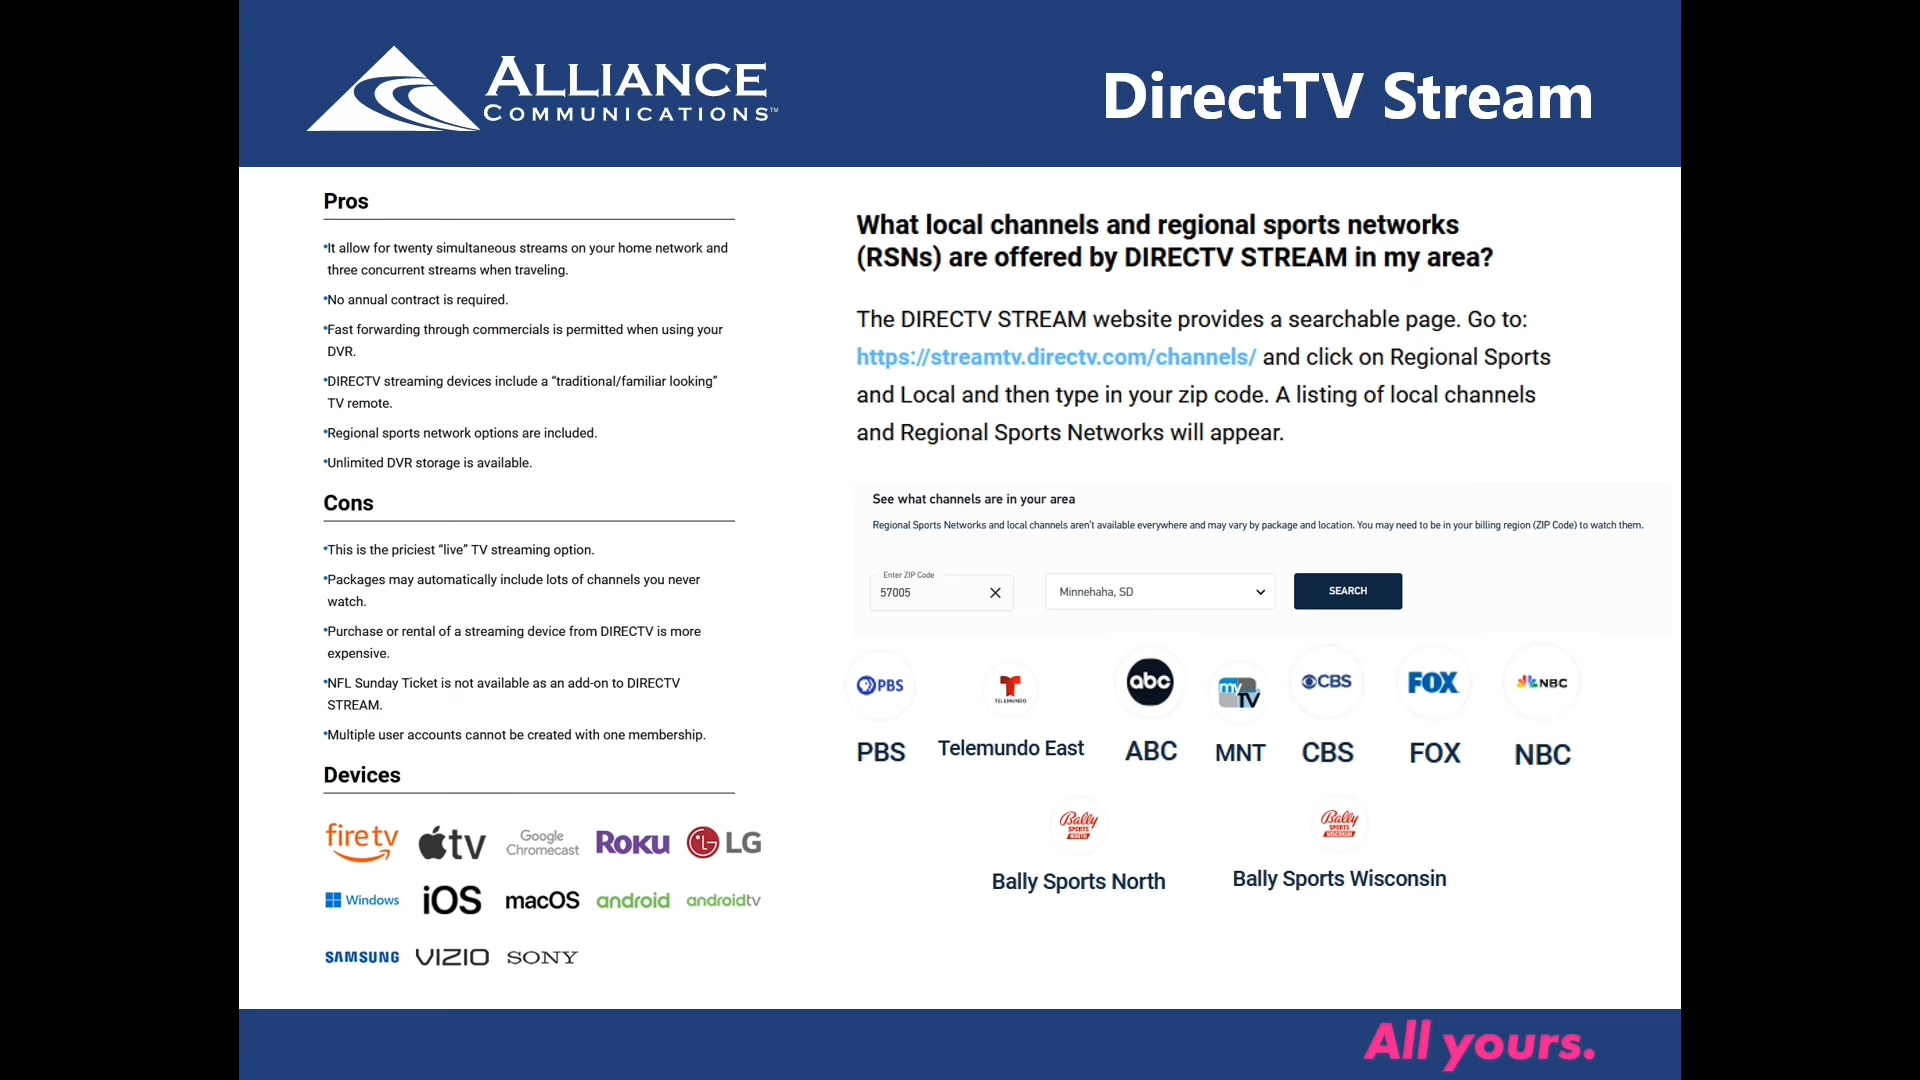 ALLIANCE
COMMUNICATIONS™
DirectTV Stream
Pros
•It allow for twenty simultaneous streams on your home network and
three concurrent streams when traveling.
•No annual contract is required.
•Fast forwarding through commercials is permitted when using your
DVR.
•DIRECTV streaming devices include a “traditional/familiar looking”
TV remote.
•Regional sports network options are included.
•Unlimited DVR storage is available.
Cons
•This is the priciest “live” TV streaming option.
•Packages may automatically include lots of channels you never
watch.
•Purchase or rental of a streaming device from DIRECTV is more
expensive.
•NFL Sunday Ticket is not available as an add-on to DIRECTV
STREAM.
•Multiple user accounts cannot be created with one membership.
Devices
firetv tv Google Chromecast Roku LG
Windows iOS macOS android androidtv
SAMSUNG VIZIO SONY
What local channels and regional sports networks
(RSNs) are offered by DIRECTV STREAM in my area?
The DIRECTV STREAM website provides a searchable page. Go to:
https://streamtv.directv.com/channels/ and click on Regional Sports
and Local and then type in your zip code. A listing of local channels
and Regional Sports Networks will appear.
See what channels are in your area
Regional Sports Networks and local channels aren't available everywhere and may vary by package and location. You may need to be in your billing region (ZIP Code) to watch them.
Enter ZIP Code
57005
Minnehaha, SD
SEARCH
PBS TELEMUNDO abc myTV CBS FOX NBC
PBS Telemundo East ABC MNT CBS FOX NBC
Bally SPORTS NORTH Bally SPORTS WISCONSIN
Bally Sports North Bally Sports Wisconsin
All yours.